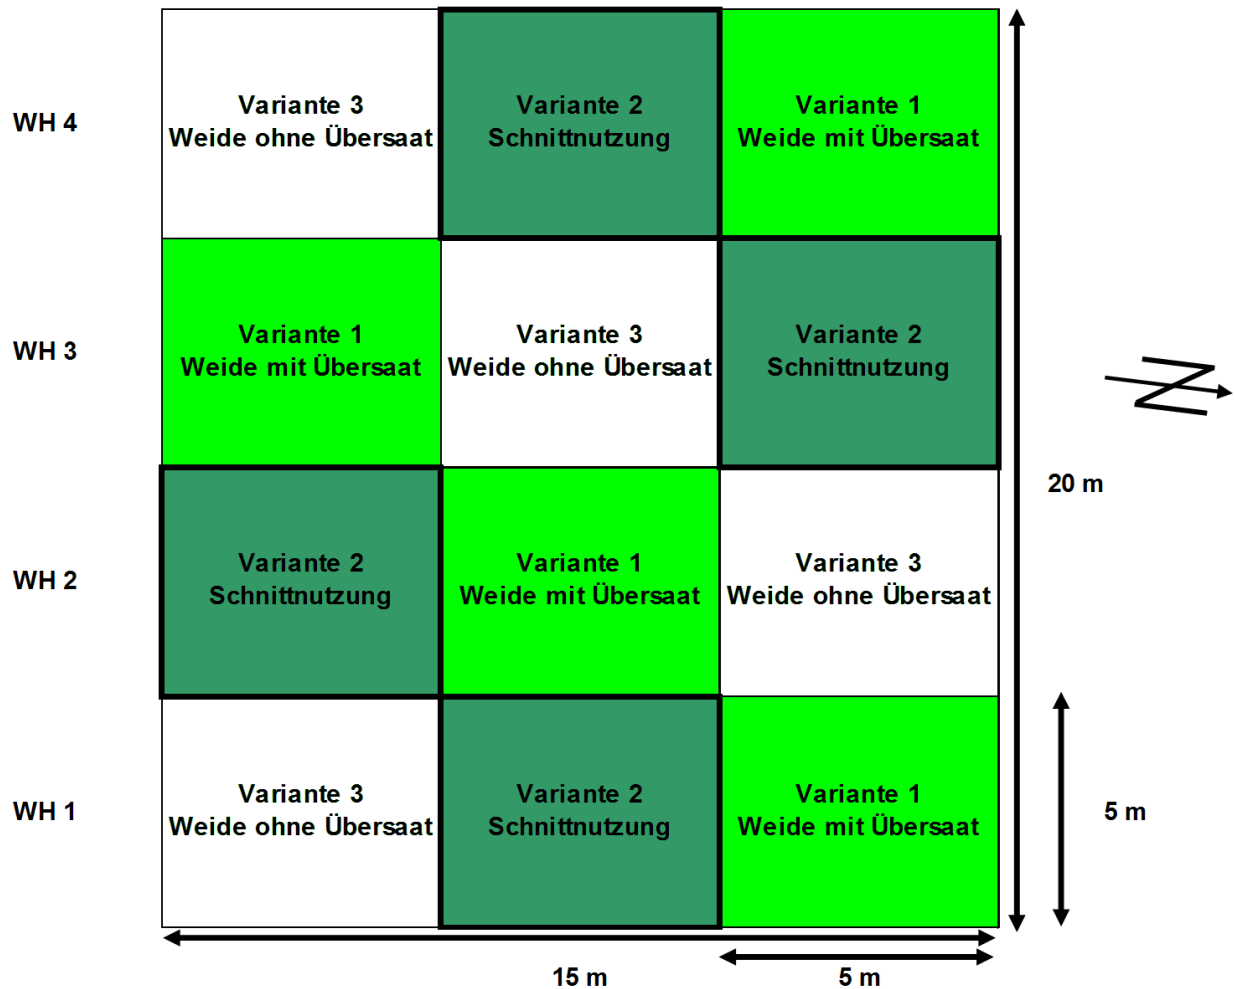 WH 4
Variante 3
Weide ohne Übersaat
Variante 2
Schnittnutzung
Variante 1
Weide mit Übersaat
WH 3
Variante 1
Weide mit Übersaat
Variante 3
Weide ohne Übersaat
Variante 2
Schnittnutzung
N
20 m
WH 2
Variante 2
Schnittnutzung
Variante 1
Weide mit Übersaat
Variante 3
Weide ohne Übersaat
WH 1
Variante 3
Weide ohne Übersaat
Variante 2
Schnittnutzung
Variante 1
Weide mit Übersaat
5 m
15 m
5 m